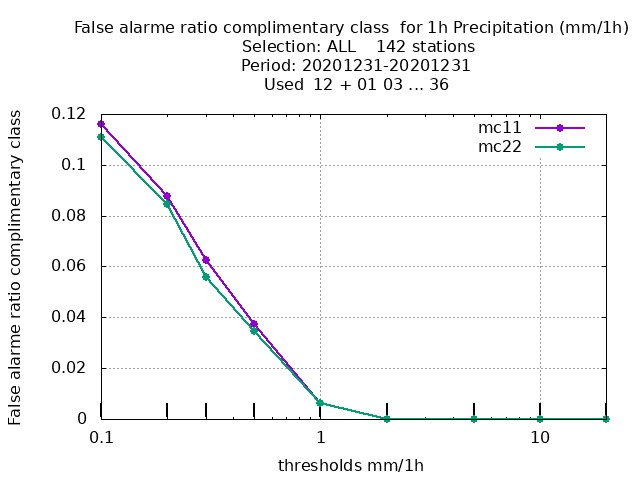 False alarme ratio complimentary class  for 1h Precipitation (mm/1h)
Selection: ALL    142 stations
Period: 20201231-20201231
Used  12 + 01 03 ... 36
False alarme ratio complimentary class
0.12
0.1
0.08
0.06
0.04
0.02
0
mc11
mc22
0.1
1
10
thresholds mm/1h